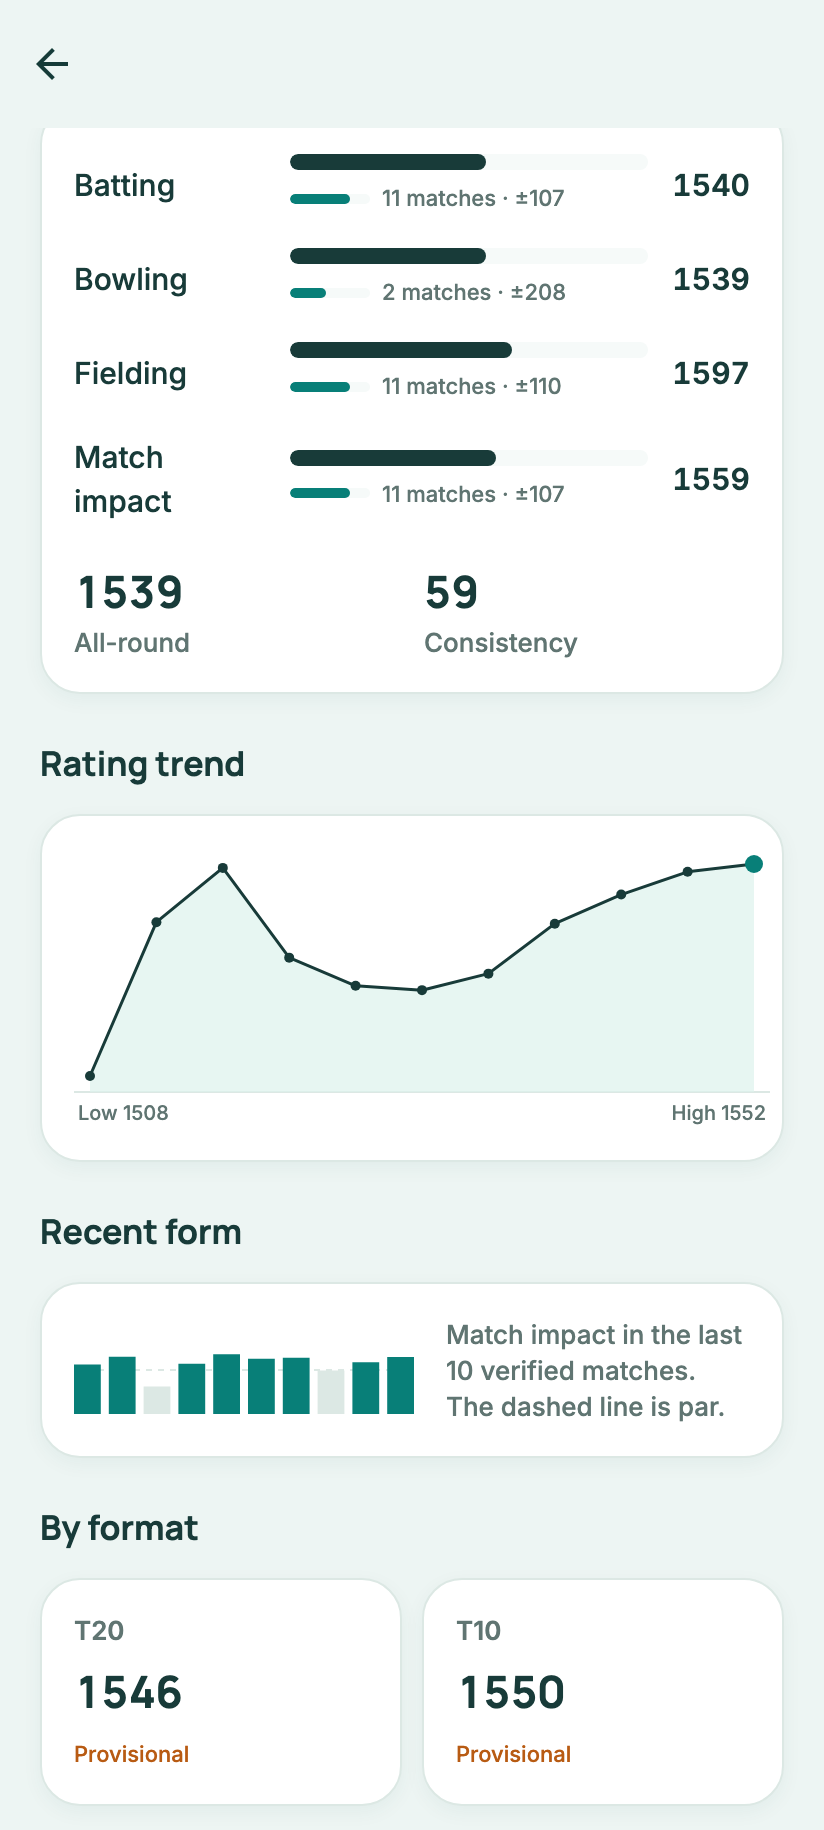 Batting
11 matches · ±107
1540
Bowling
2 matches · ±208
1539
Fielding
11 matches · ±110
1597
Match
impact
11 matches · ±107
1559
1539
All-round
59
Consistency
Rating trend
Low 1508
High 1552
Recent form
Match impact in the last
10 verified matches.
The dashed line is par.
By format
T20
1546
Provisional
T10
1550
Provisional